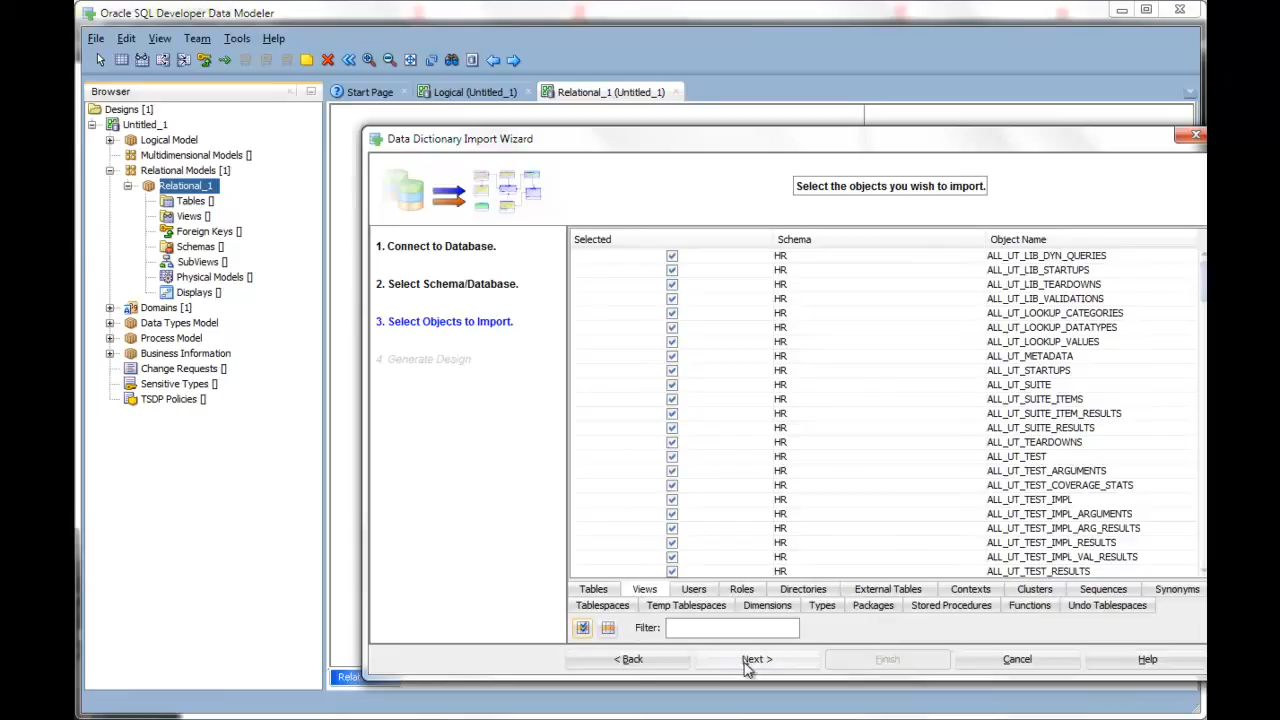 Oracle SQL Developer Data Modeler
File Edit View Team Tools Help
Browser
Start Page
Logical (Untitled_1)
Relational_1 (Untitled_1)
Designs [1]
Untitled_1
Logical Model
Multidimensional Models []
Relational Models [1]
Relational_1
Tables []
Views []
Foreign Keys []
Schemas []
SubViews []
Physical Models []
Displays []
Domains [1]
Data Types Model
Process Model
Business Information
Change Requests []
Sensitive Types []
TSDP Policies []
Data Dictionary Import Wizard
Select the objects you wish to import.
1. Connect to Database.
2. Select Schema/Database.
3. Select Objects to Import.
4 Generate Design
Selected Schema Object Name
HR ALL_UT_LIB_DYN_QUERIES
HR ALL_UT_LIB_STARTUPS
HR ALL_UT_LIB_TEARDOWNS
HR ALL_UT_LIB_VALIDATIONS
HR ALL_UT_LOOKUP_CATEGORIES
HR ALL_UT_LOOKUP_DATATYPES
HR ALL_UT_LOOKUP_VALUES
HR ALL_UT_METADATA
HR ALL_UT_STARTUPS
HR ALL_UT_SUITE
HR ALL_UT_SUITE_ITEMS
HR ALL_UT_SUITE_ITEM_RESULTS
HR ALL_UT_SUITE_RESULTS
HR ALL_UT_TEARDOWNS
HR ALL_UT_TEST
HR ALL_UT_TEST_ARGUMENTS
HR ALL_UT_TEST_COVERAGE_STATS
HR ALL_UT_TEST_IMPL
HR ALL_UT_TEST_IMPL_ARGUMENTS
HR ALL_UT_TEST_IMPL_ARG_RESULTS
HR ALL_UT_TEST_IMPL_RESULTS
HR ALL_UT_TEST_IMPL_VAL_RESULTS
HR ALL_UT_TEST_RESULTS
Tables Views Users Roles Directories External Tables Contexts Clusters Sequences Synonyms
Tablespaces Temp Tablespaces Dimensions Types Packages Stored Procedures Functions Undo Tablespaces
Filter:
< Back Next > Finish Cancel Help